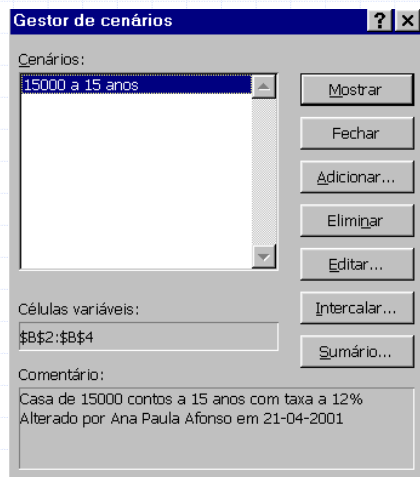 Gestor de cenários
Cenários:
15000 a 15 anos
Mostrar
Fechar
Adicionar...
Eliminar
Editar...
Intercalar...
Sumário...
Células variáveis:
$B$2:$B$4
Comentário:
Casa de 15000 contos a 15 anos com taxa a 12%
Alterado por Ana Paula Afonso em 21-04-2001